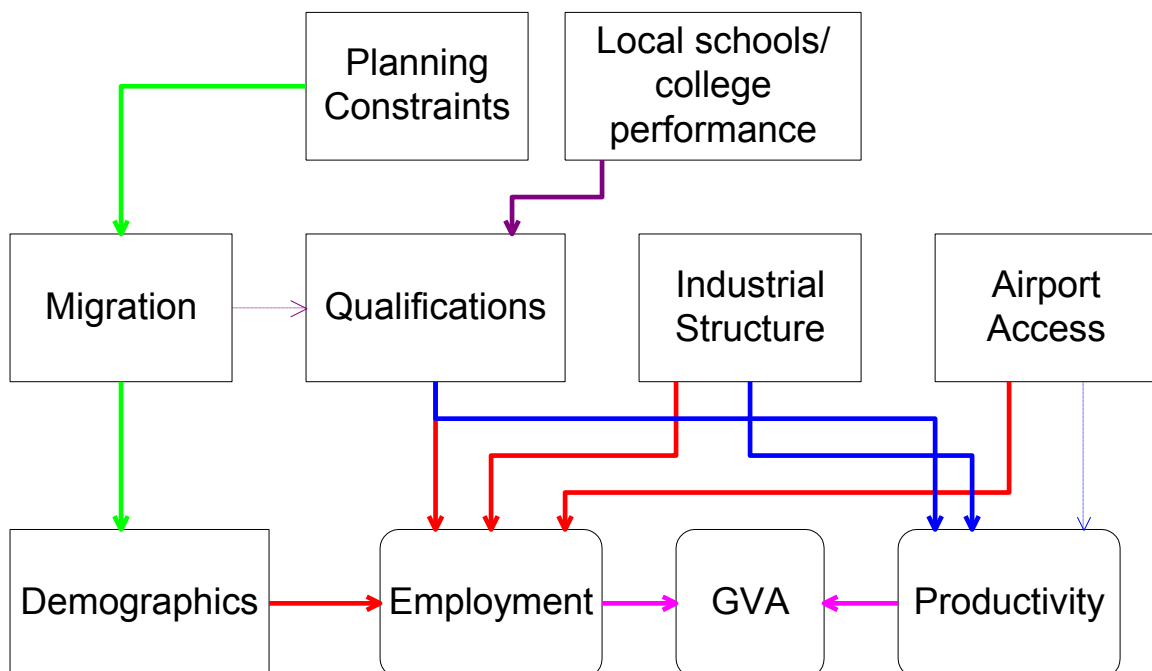 Planning
Constraints
Local schools/
college
performance
Migration
Qualifications
Industrial
Structure
Airport
Access
Demographics
Employment
GVA
Productivity